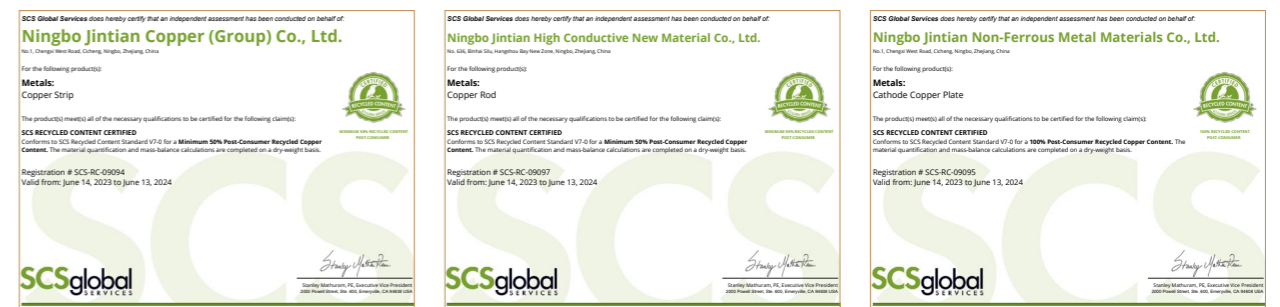 SCS Global Services does hereby certify that an independent assessment has been conducted on behalf of:
Ningbo Jintian Copper (Group) Co., Ltd.
No.1, Chengxi West Road, Cicheng, Ningbo, Zhejiang, China
For the following product(s):
Metals:
Copper Strip
CERTIFIED
RECYCLED CONTENT
MINIMUM 50% RECYCLED CONTENT
POST-CONSUMER
The product(s) meet(s) all of the necessary qualifications to be certified for the following claim(s):
SCS RECYCLED CONTENT CERTIFIED
Conforms to SCS Recycled Content Standard V7-0 for a Minimum 50% Post-Consumer Recycled Copper
Content. The material quantification and mass-balance calculations are completed on a dry-weight basis.
Registration # SCS-RC-09094
Valid from: June 14, 2023 to June 13, 2024
SCS
SCSglobal
SERVICES
Stanley Mathuram, PE, Executive Vice President
2000 Powell Street, Ste. 600, Emeryville, CA 94608 USA
SCS Global Services does hereby certify that an independent assessment has been conducted on behalf of:
Ningbo Jintian High Conductive New Material Co., Ltd.
No. 636, Binhai Silu, Hangzhou Bay New Zone, Ningbo, Zhejiang, China
For the following product(s):
Metals:
Copper Rod
CERTIFIED
RECYCLED CONTENT
MINIMUM 50% RECYCLED CONTENT
POST-CONSUMER
The product(s) meet(s) all of the necessary qualifications to be certified for the following claim(s):
SCS RECYCLED CONTENT CERTIFIED
Conforms to SCS Recycled Content Standard V7-0 for a Minimum 50% Post-Consumer Recycled Copper
Content. The material quantification and mass-balance calculations are completed on a dry-weight basis.
Registration # SCS-RC-09097
Valid from: June 14, 2023 to June 13, 2024
SCS
SCSglobal
SERVICES
Stanley Mathuram, PE, Executive Vice President
2000 Powell Street, Ste. 600, Emeryville, CA 94608 USA
SCS Global Services does hereby certify that an independent assessment has been conducted on behalf of:
Ningbo Jintian Non-Ferrous Metal Materials Co., Ltd.
No.1, Chengxi West Road, Cicheng, Ningbo, Zhejiang, China
For the following product(s):
Metals:
Cathode Copper Plate
CERTIFIED
RECYCLED CONTENT
100% RECYCLED CONTENT
POST-CONSUMER
The product(s) meet(s) all of the necessary qualifications to be certified for the following claim(s):
SCS RECYCLED CONTENT CERTIFIED
Conforms to SCS Recycled Content Standard V7-0 for a 100% Post-Consumer Recycled Copper Content. The
material quantification and mass-balance calculations are completed on a dry-weight basis.
Registration # SCS-RC-09095
Valid from: June 14, 2023 to June 13, 2024
SCS
SCSglobal
SERVICES
Stanley Mathuram, PE, Executive Vice President
2000 Powell Street, Ste. 600, Emeryville, CA 94608 USA